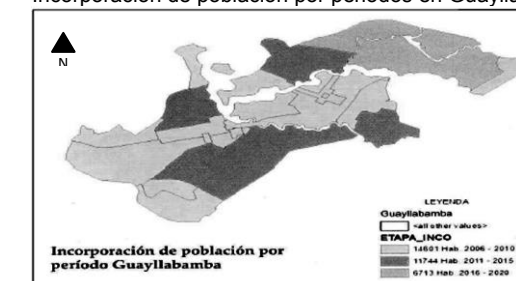 Incorporación de población por períodos en Guaylla
N
LEYENDA
Guayllabamba
<all other values>
ETAPA_INCO
14601 Hab. 2006 - 2010
11744 Hab. 2011 - 2015
6713 Hab. 2016 - 2020
Incorporación de población por
período Guayllabamba